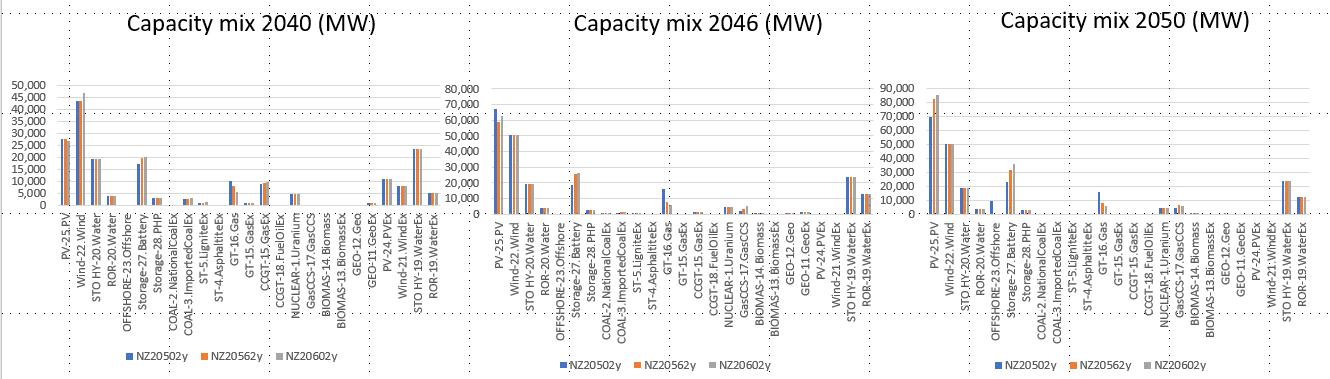 Capacity mix 2040 (MW)
50,000
45,000
40,000
35,000
30,000
25,000
20,000
15,000
10,000
5,000
0
PV-25.PV
Wind-22.Wind
STO HY-20.Water
ROR-20.Water
OFFSHORE-23.Offshore
Storage-27.Battery
Storage-28.PHP
COAL-2.NationalCoalEx
COAL-3.ImportedCoalEx
ST-5.LigniteEx
ST-4.AsphaltiteEx
GT-16.Gas
GT-15.GasEx
CCGT-15.GasEx
CCGT-18.FuelOilEx
NUCLEAR-1.Uranium
GasCCS-17.GasCCS
BIOMAS-14.Biomass
BIOMAS-13.BiomassEx
GEO-12.Geo
GEO-11.GeoEx
PV-24.PVEx
Wind-21.WindEx
STO HY-19.WaterEx
ROR-19.WaterEx
NZ20502y
NZ20562y
NZ20602y
Capacity mix 2046 (MW)
80,000
70,000
60,000
50,000
40,000
30,000
20,000
10,000
0
PV-25.PV
Wind-22.Wind
STO HY-20.Water
ROR-20.Water
OFFSHORE-23.Offshore
Storage-27.Battery
Storage-28.PHP
COAL-2.NationalCoalEx
COAL-3.ImportedCoalEx
ST-5.LigniteEx
ST-4.AsphaltiteEx
GT-16.Gas
GT-15.GasEx
CCGT-15.GasEx
CCGT-18.FuelOilEx
NUCLEAR-1.Uranium
GasCCS-17.GasCCS
BIOMAS-14.Biomass
BIOMAS-13.BiomassEx
GEO-12.Geo
GEO-11.GeoEx
PV-24.PVEx
Wind-21.WindEx
STO HY-19.WaterEx
ROR-19.WaterEx
NZ20502y
NZ20562y
NZ20602y
Capacity mix 2050 (MW)
90,000
80,000
70,000
60,000
50,000
40,000
30,000
20,000
10,000
0
PV-25.PV
Wind-22.Wind
STO HY-20.Water
ROR-20.Water
OFFSHORE-23.Offshore
Storage-27.Battery
Storage-28.PHP
COAL-2.NationalCoalEx
COAL-3.ImportedCoalEx
ST-5.LigniteEx
ST-4.AsphaltiteEx
GT-16.Gas
GT-15.GasEx
CCGT-15.GasEx
CCGT-18.FuelOilEx
NUCLEAR-1.Uranium
GasCCS-17.GasCCS
BIOMAS-14.Biomass
BIOMAS-13.BiomassEx
GEO-12.Geo
GEO-11.GeoEx
PV-24.PVEx
Wind-21.WindEx
STO HY-19.WaterEx
ROR-19.WaterEx
NZ20502y
NZ20562y
NZ20602y